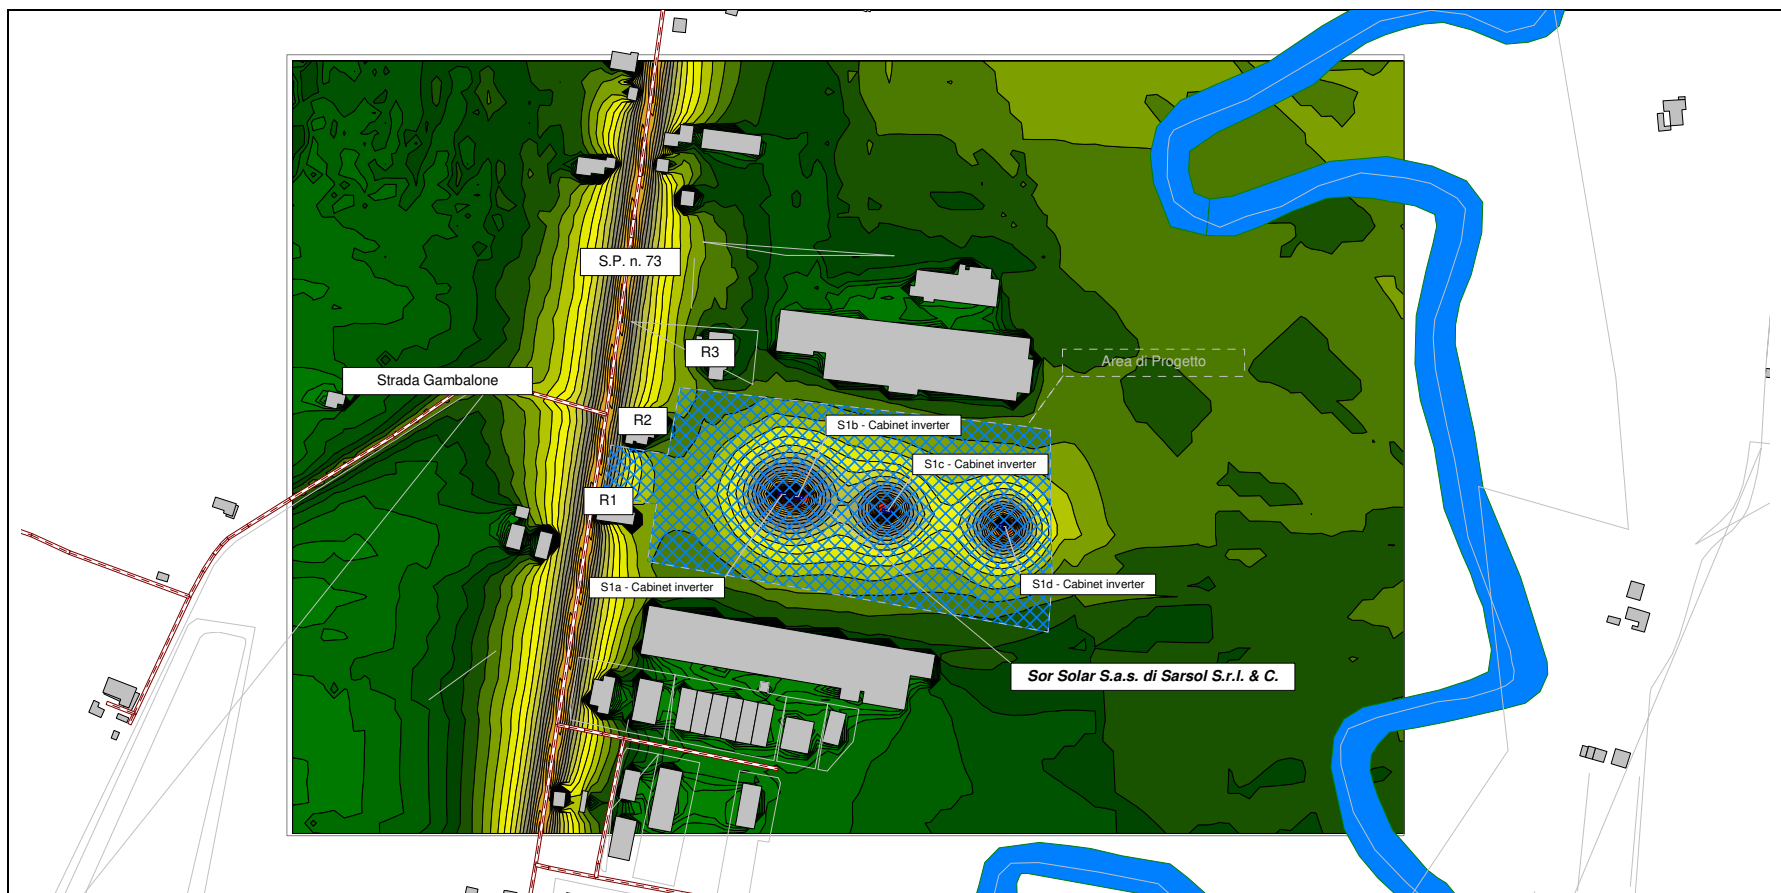 S.P. n. 73
R3
Area di Progetto
Strada Gambalone
R2
S1b - Cabinet inverter
S1c - Cabinet inverter
R1
S1a - Cabinet inverter
S1d - Cabinet inverter
Sor Solar S.a.s. di Sarsol S.r.l. & C.